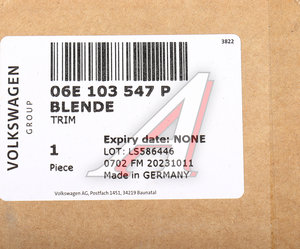 3822
VOLKSWAGEN
GROUP
06E 103 547 P
BLENDE
TRIM
1
Piece
Expiry date: NONE
LOT: LS586446
0702 FM 20231011
Made in GERMANY
Volkswagen AG, Postfach 1451, 34219 Baunatal